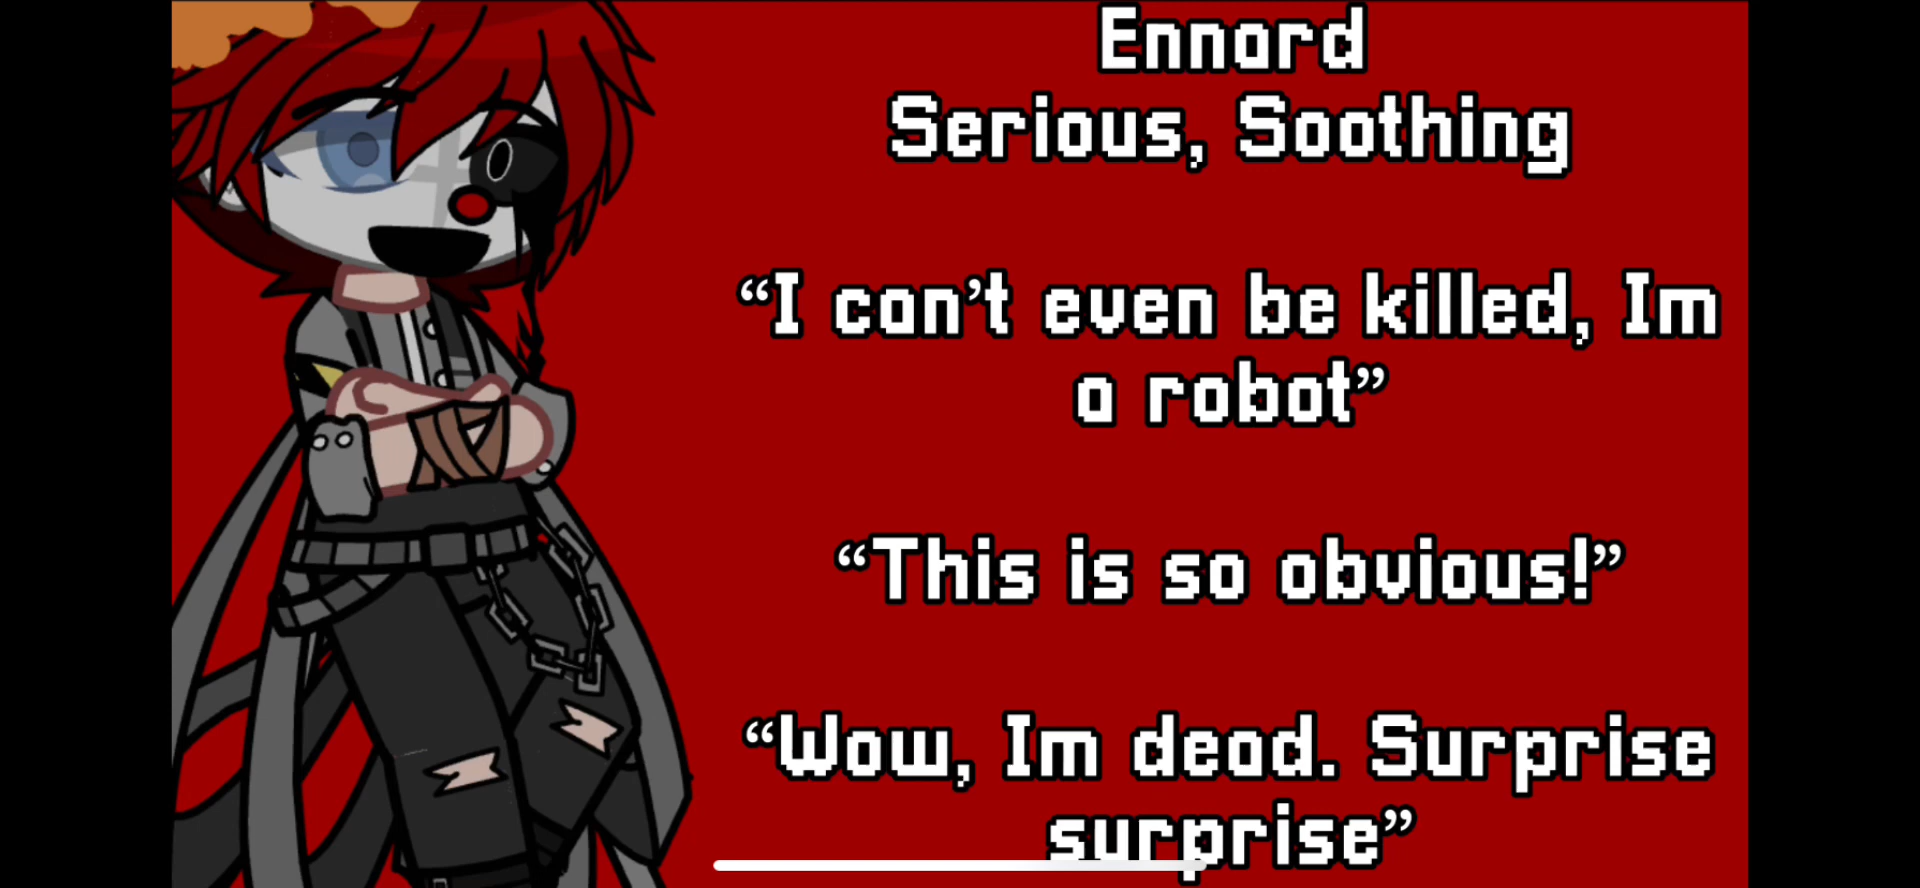 Ennard
Serious, Soothing
“I can’t even be killed, Im
a robot”
“This is so obvious!”
“Wow, Im dead. Surprise
surprise”